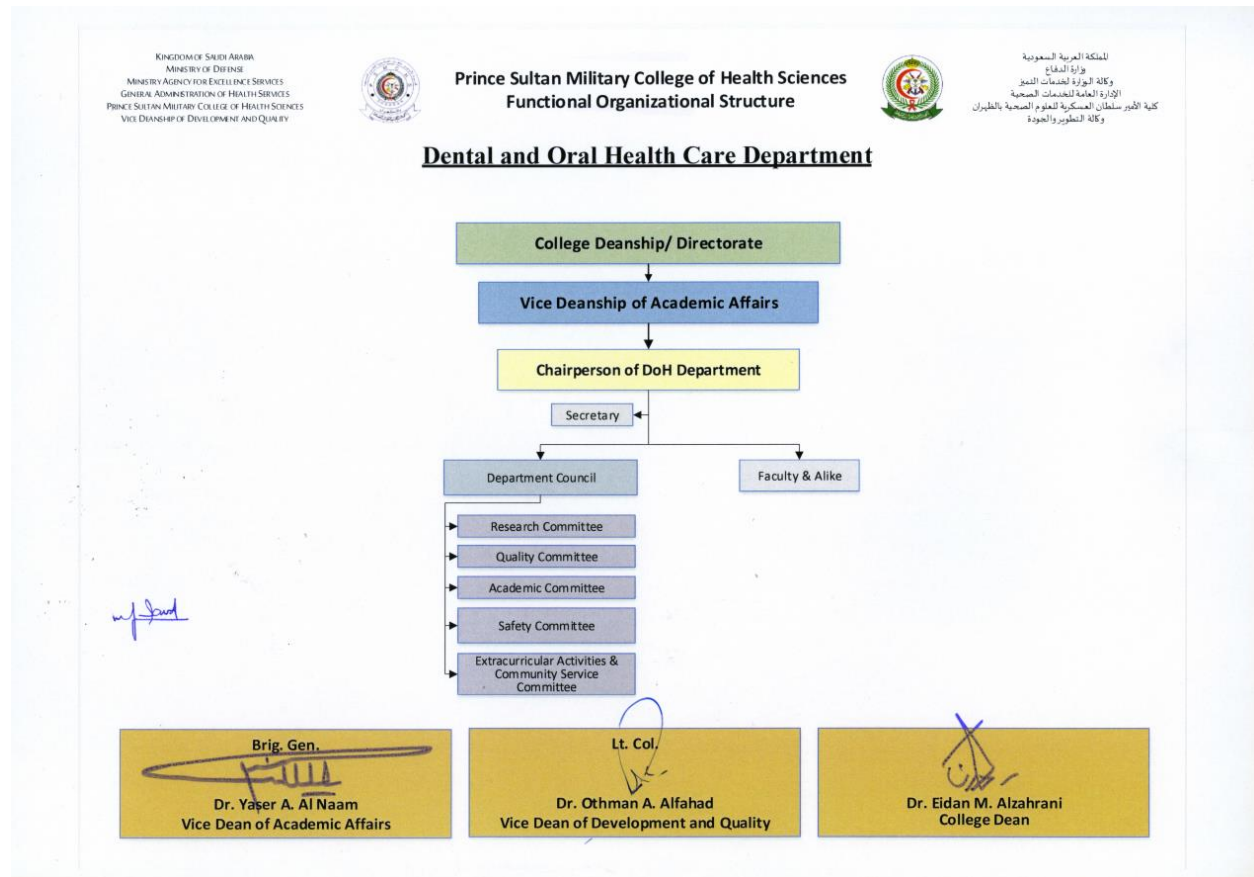 KINGDOM OF SAUDI ARABIA
MINISTRY OF DEFENSE
MINISTRY AGENCY FOR EXCELLENCE SERVICES
GENERAL ADMINISTRATION OF HEALTH SERVICES
PRINCE SULTAN MILITARY COLLEGE OF HEALTH SCIENCES
VICE DEANSHIP OF DEVELOPMENT AND QUALITY
Prince Sultan Military College of Health Sciences
Functional Organizational Structure
المملكة العربية السعودية
وزارة الدفاع
وكالة الوزارة لخدمات التميز
الإدارة العامة للخدمات الصحية
كلية الأمير سلطان العسكرية للعلوم الصحية بالظهران
وكالة التطوير والجودة
Dental and Oral Health Care Department
College Deanship/ Directorate
Vice Deanship of Academic Affairs
Chairperson of DoH Department
Secretary
Department Council
Faculty & Alike
Research Committee
Quality Committee
Academic Committee
Safety Committee
Extracurricular Activities &
Community Service
Committee
Brig. Gen.
Dr. Yaser A. Al Naam
Vice Dean of Academic Affairs
Lt. Col.
Dr. Othman A. Alfahad
Vice Dean of Development and Quality
Dr. Eidan M. Alzahrani
College Dean